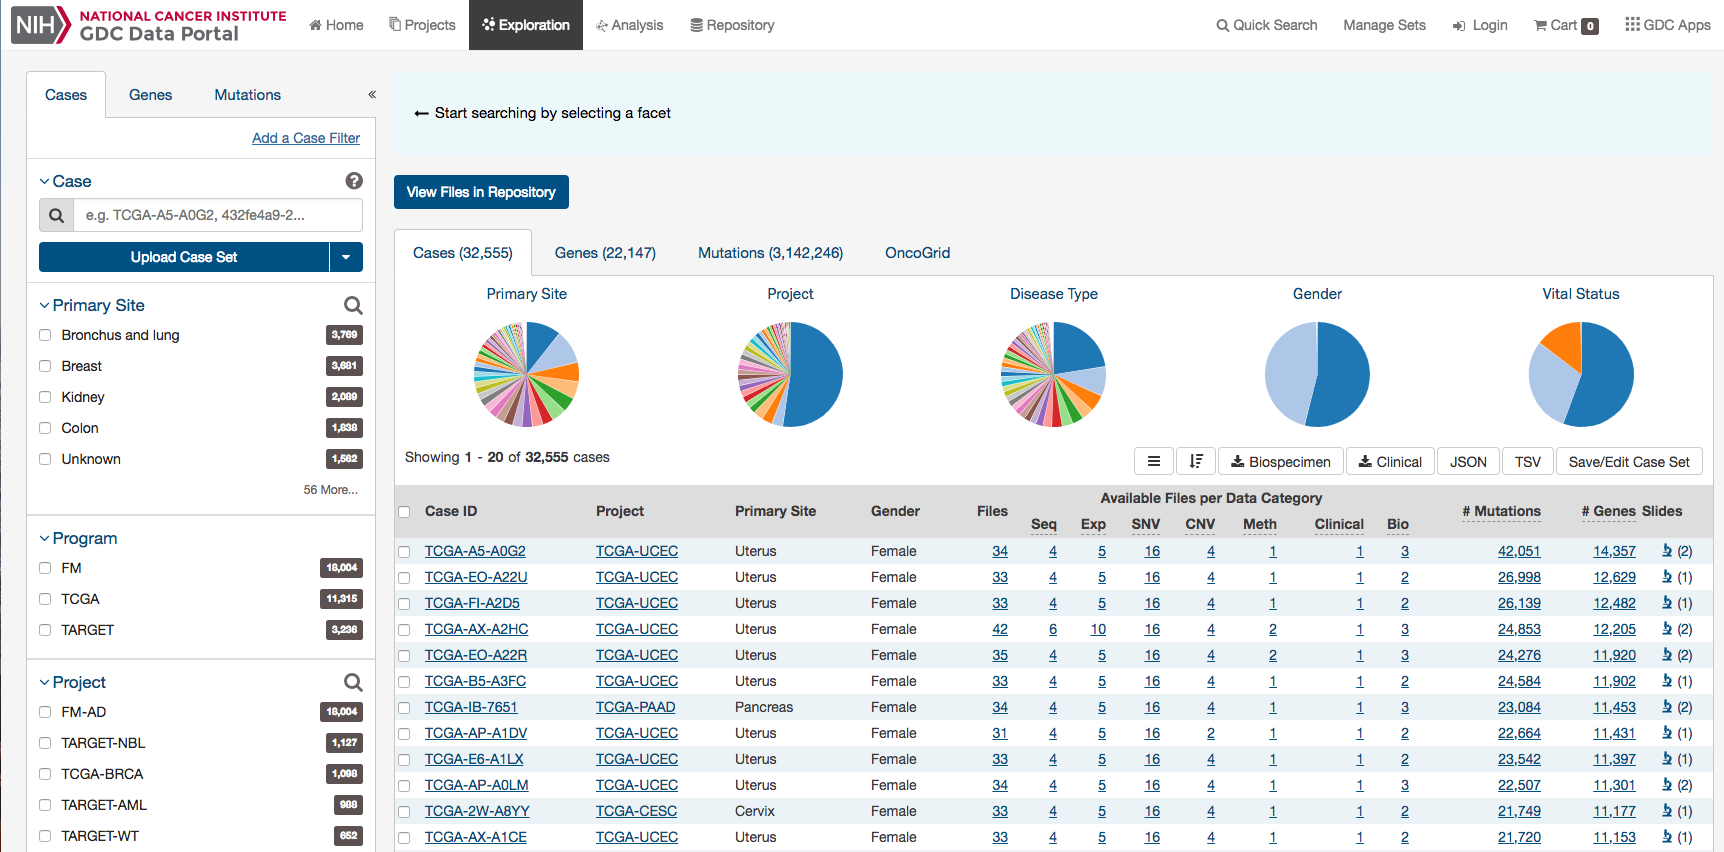 NIH NATIONAL CANCER INSTITUTE
GDC Data Portal
Home Projects Exploration Analysis Repository Quick Search Manage Sets Login Cart 0 GDC Apps
Cases Genes Mutations «
Add a Case Filter
Case ?
e.g. TCGA-A5-A0G2, 432fe4a9-2...
Upload Case Set
Primary Site
Bronchus and lung 3,769
Breast 3,681
Kidney 2,099
Colon 1,838
Unknown 1,562
56 More...
Program
FM 18,004
TCGA 11,315
TARGET 3,236
Project
FM-AD 18,004
TARGET-NBL 1,127
TCGA-BRCA 1,098
TARGET-AML 988
TARGET-WT 652
← Start searching by selecting a facet
View Files in Repository
Cases (32,555) Genes (22,147) Mutations (3,142,246) OncoGrid
Primary Site Project Disease Type Gender Vital Status
Showing 1 - 20 of 32,555 cases
Biospecimen Clinical JSON TSV Save/Edit Case Set
Available Files per Data Category
Case ID Project Primary Site Gender Files Seq Exp SNV CNV Meth Clinical Bio # Mutations # Genes Slides
TCGA-A5-A0G2 TCGA-UCEC Uterus Female 34 4 5 16 4 1 1 3 42,051 14,357 (2)
TCGA-EO-A22U TCGA-UCEC Uterus Female 33 4 5 16 4 1 1 2 26,998 12,629 (1)
TCGA-FI-A2D5 TCGA-UCEC Uterus Female 33 4 5 16 4 1 1 2 26,139 12,482 (1)
TCGA-AX-A2HC TCGA-UCEC Uterus Female 42 6 10 16 4 2 1 3 24,853 12,205 (2)
TCGA-EO-A22R TCGA-UCEC Uterus Female 35 4 5 16 4 2 1 3 24,276 11,920 (2)
TCGA-B5-A3FC TCGA-UCEC Uterus Female 33 4 5 16 4 1 1 2 24,584 11,902 (1)
TCGA-IB-7651 TCGA-PAAD Pancreas Female 34 4 5 16 4 1 1 3 23,084 11,453 (2)
TCGA-AP-A1DV TCGA-UCEC Uterus Female 31 4 5 16 2 1 1 2 22,664 11,431 (1)
TCGA-E6-A1LX TCGA-UCEC Uterus Female 33 4 5 16 4 1 1 2 23,542 11,397 (1)
TCGA-AP-A0LM TCGA-UCEC Uterus Female 34 4 5 16 4 1 1 3 22,507 11,301 (2)
TCGA-2W-A8YY TCGA-CESC Cervix Female 33 4 5 16 4 1 1 2 21,749 11,177 (1)
TCGA-AX-A1CE TCGA-UCEC Uterus Female 33 4 5 16 4 1 1 2 21,720 11,153 (1)